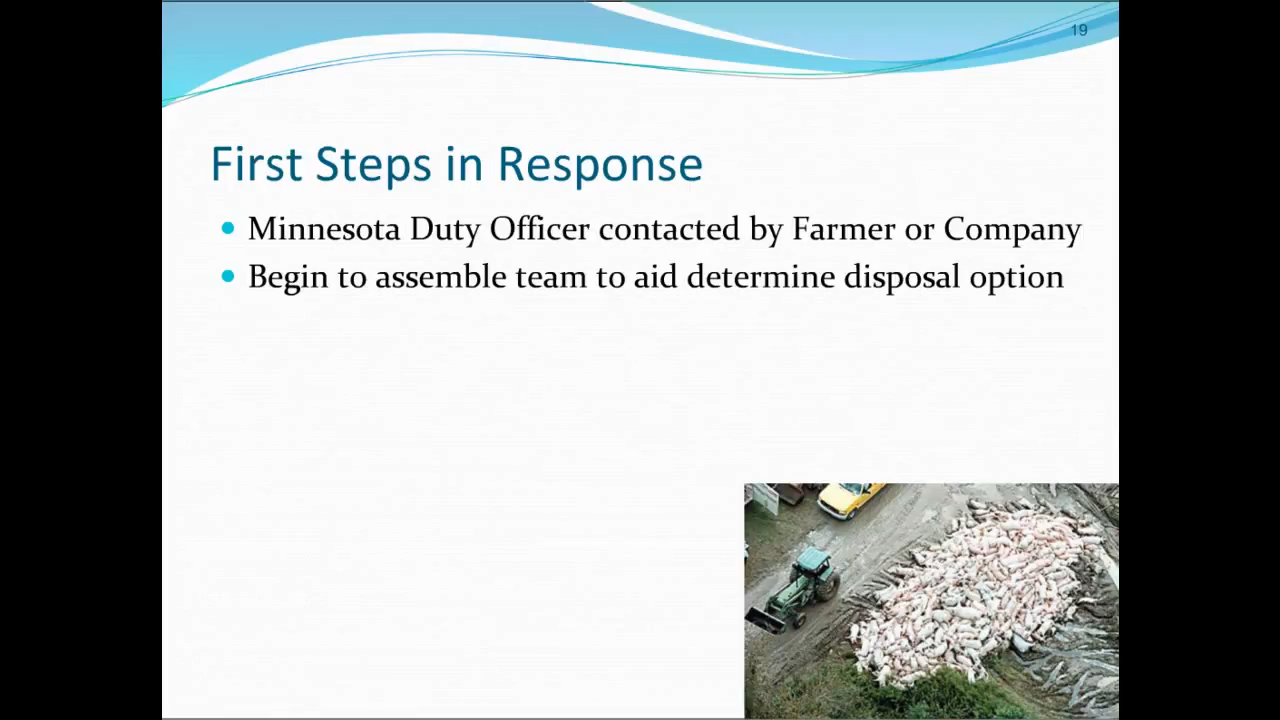 19
First Steps in Response
Minnesota Duty Officer contacted by Farmer or Company
Begin to assemble team to aid determine disposal option